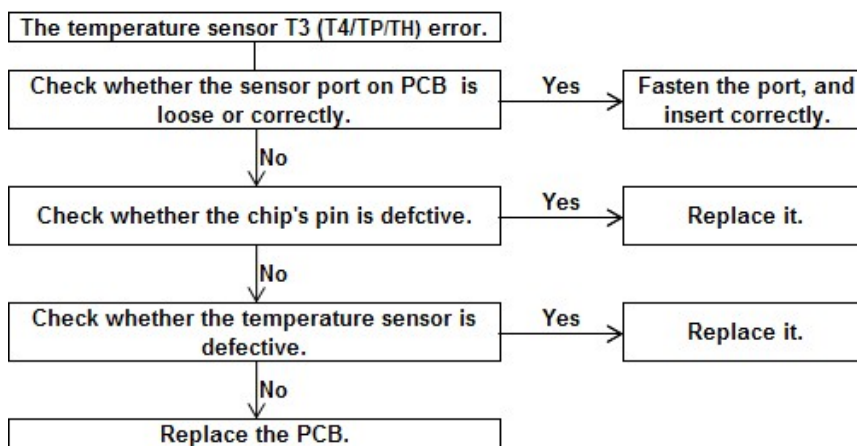 The temperature sensor T3 (T4/TP/TH) error.
Check whether the sensor port on PCB is
loose or correctly.
Yes
Fasten the port, and
insert correctly.
No
Check whether the chip's pin is defctive.
Yes
Replace it.
No
Check whether the temperature sensor is
defective.
Yes
Replace it.
No
Replace the PCB.